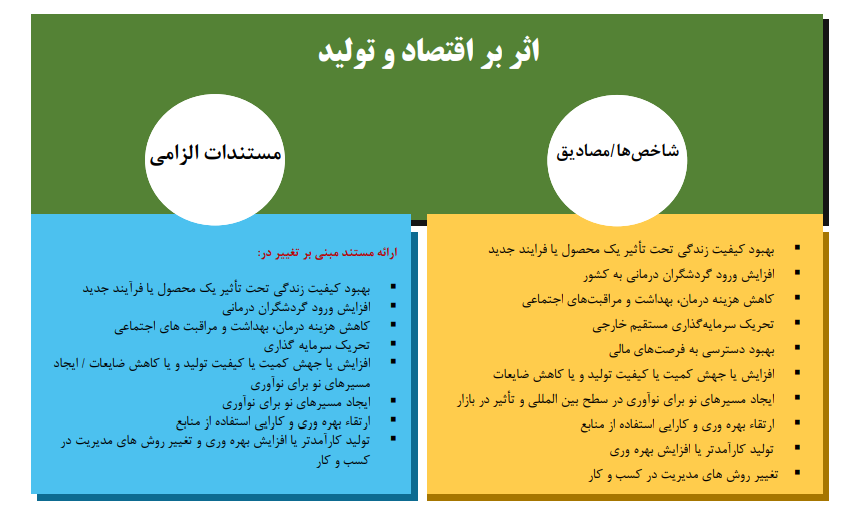 اثر بر اقتصاد و تولید
شاخص‌ها/مصادیق
▪ بهبود کیفیت زندگی تحت تأثیر یک محصول یا فرایند جدید
▪ افزایش ورود گردشگران درمانی به کشور
▪ کاهش هزینه درمان، بهداشت و مراقبت‌های اجتماعی
▪ تحریک سرمایه‌گذاری مستقیم خارجی
▪ بهبود دسترسی به فرصت‌های مالی
▪ افزایش یا جهش کمیت یا کیفیت تولید و یا کاهش ضایعات
▪ ایجاد مسیرهای نو برای نوآوری در سطح بین المللی و تأثیر در بازار
▪ ارتقاء بهره وری و کارایی استفاده از منابع
▪ تولید کارآمدتر یا افزایش بهره وری
▪ تغییر روش های مدیریت در کسب و کار
مستندات الزامی
ارائه مستند مبنی بر تغییر در:
▪ بهبود کیفیت زندگی تحت تأثیر یک محصول یا فرآیند جدید
▪ افزایش ورود گردشگران درمانی
▪ کاهش هزینه درمان، بهداشت و مراقبت های اجتماعی
▪ تحریک سرمایه گذاری
▪ افزایش یا جهش کمیت یا کیفیت تولید و یا کاهش ضایعات / ایجاد
مسیرهای نو برای نوآوری
▪ ایجاد مسیرهای نو برای نوآوری
▪ ارتقاء بهره وری و کارایی استفاده از منابع
▪ تولید کارآمدتر یا افزایش بهره وری و تغییر روش های مدیریت در
کسب و کار